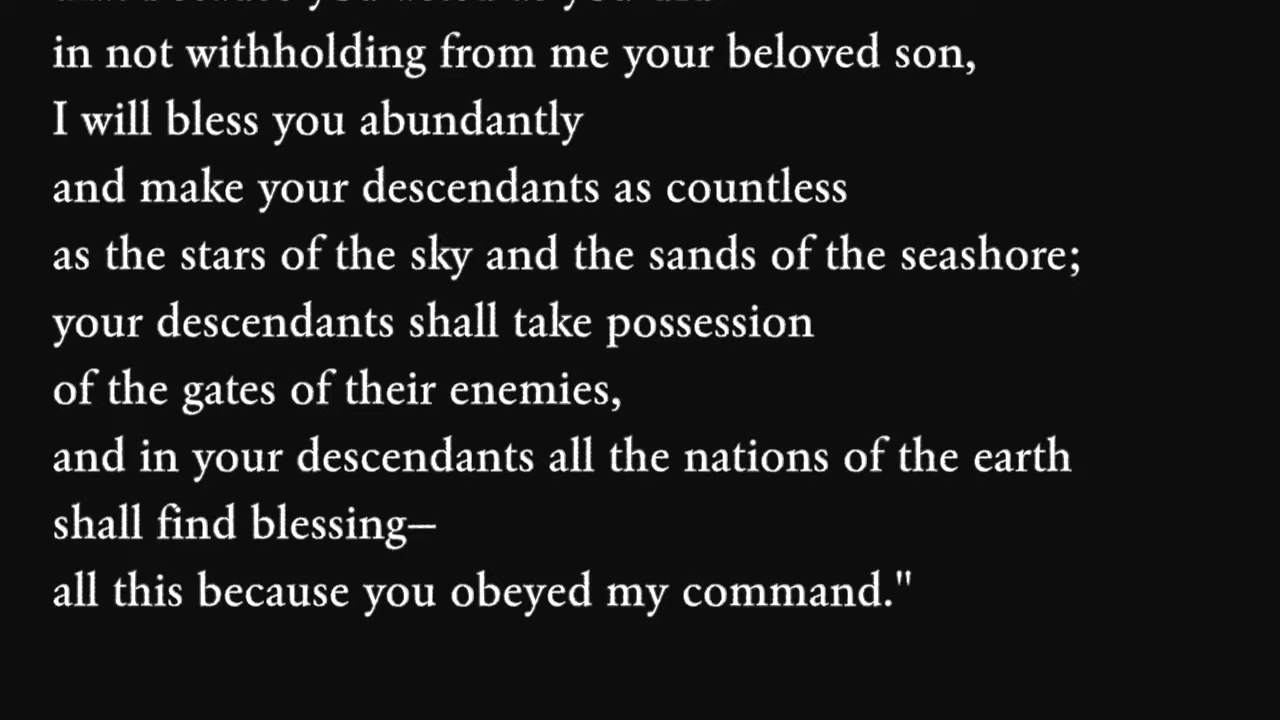 in not withholding from me your beloved son,
I will bless you abundantly
and make your descendants as countless
as the stars of the sky and the sands of the seashore;
your descendants shall take possession
of the gates of their enemies,
and in your descendants all the nations of the earth
shall find blessing—
all this because you obeyed my command."